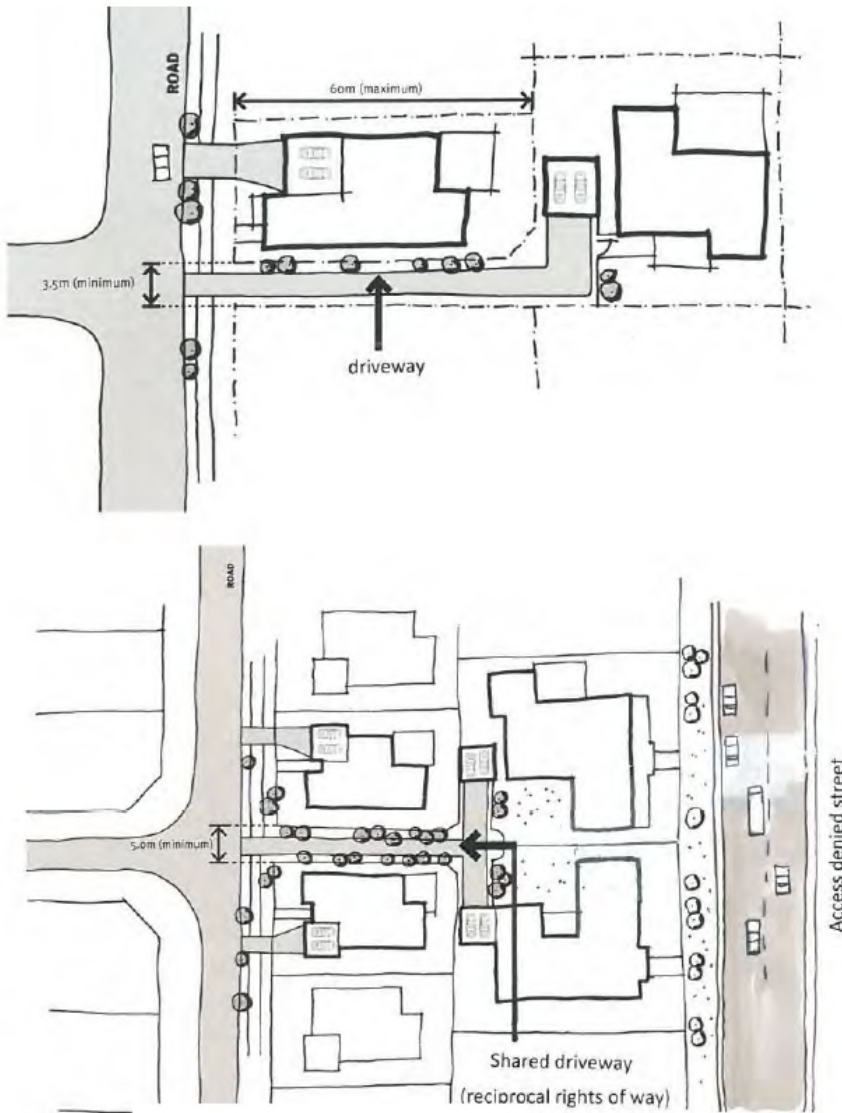 ROAD
60m (maximum)
3.5m (minimum)
driveway
ROAD
5.0m (minimum)
Access denied street
Shared driveway
(reciprocal rights of way)